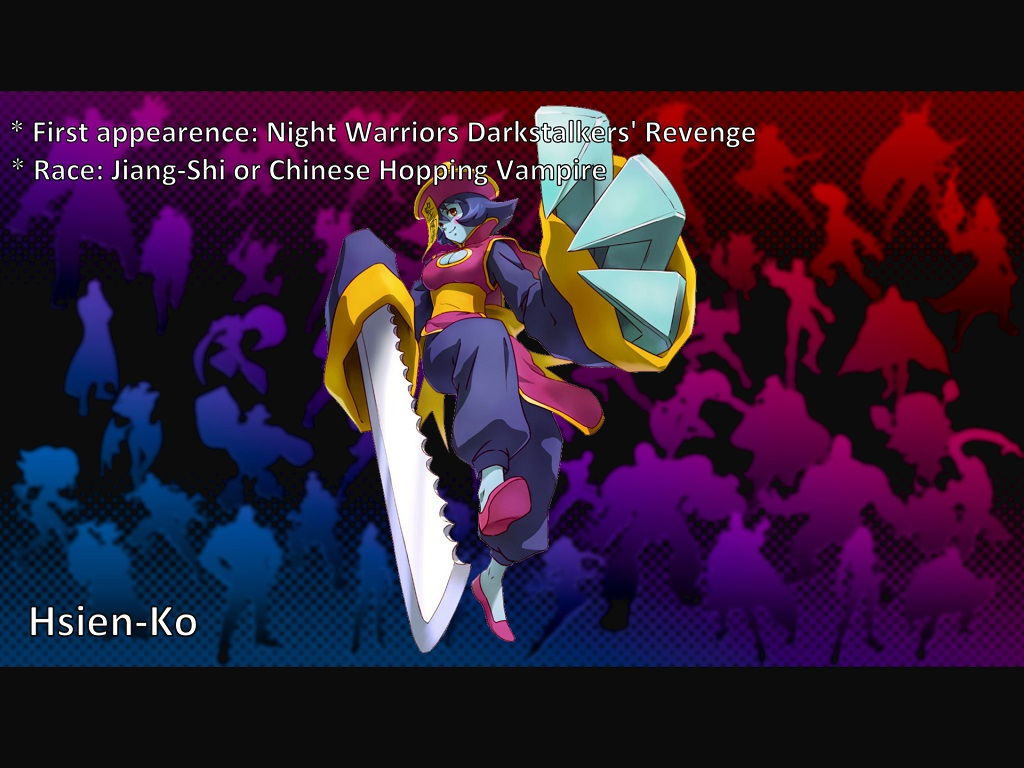 * First appearence: Night Warriors Darkstalkers' Revenge
* Race: Jiang-Shi or Chinese Hopping Vampire
Hsien-Ko